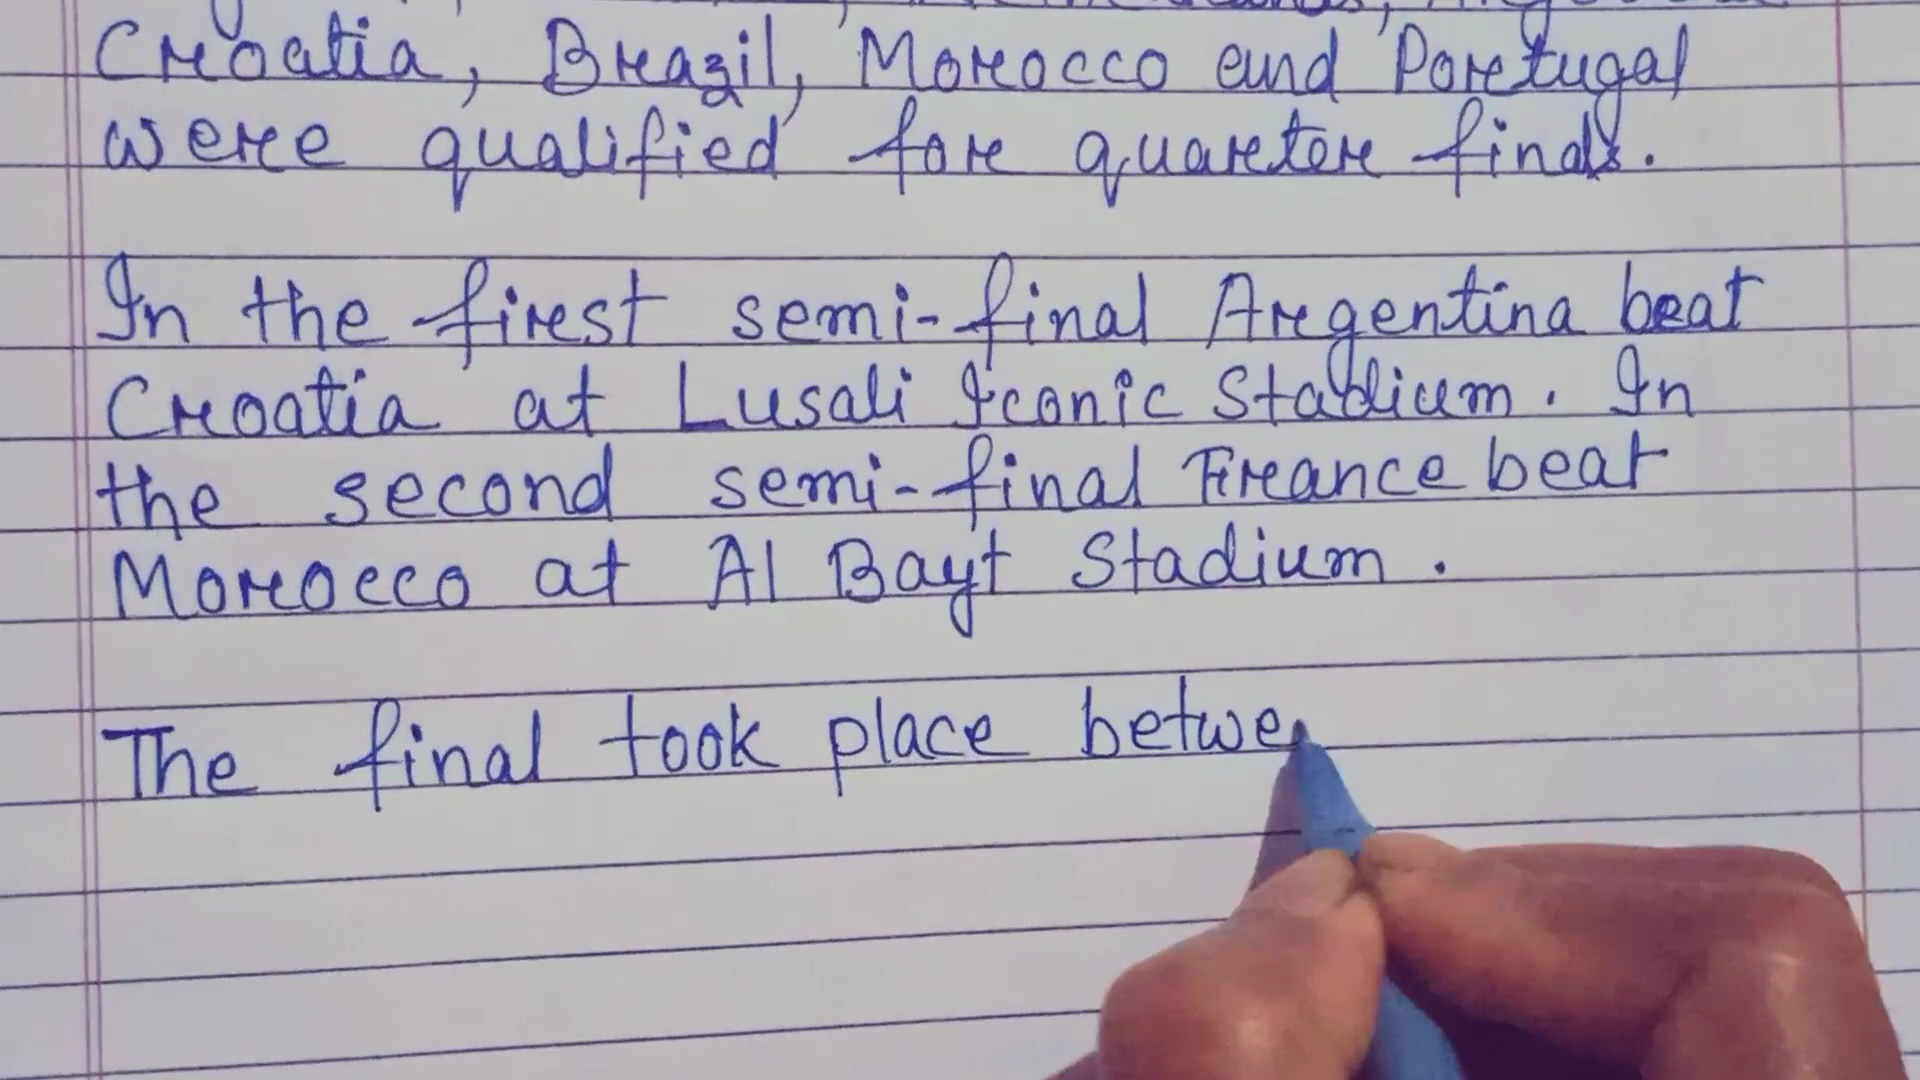 Croatia, Brazil, Morocco and Portugal
were qualified for quarter finals.
In the first semi-final Argentina beat
Croatia at Lusali Iconic Stadium. In
the second semi-final France beat
Morocco at Al Bayt Stadium.
The final took place betwe